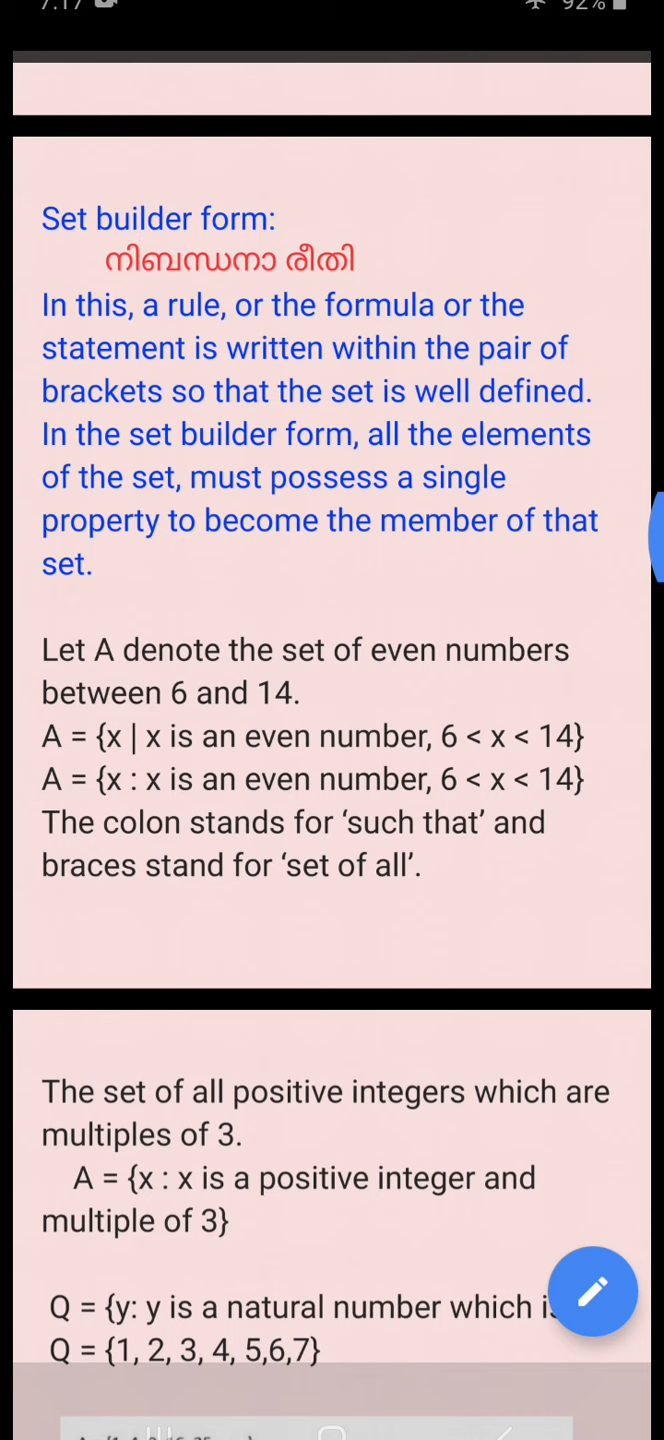 92%
Set builder form:
നിബന്ധനാ രീതി
In this, a rule, or the formula or the
statement is written within the pair of
brackets so that the set is well defined.
In the set builder form, all the elements
of the set, must possess a single
property to become the member of that
set.
Let A denote the set of even numbers
between 6 and 14.
A = {x | x is an even number, 6 < x < 14}
A = {x : x is an even number, 6 < x < 14}
The colon stands for ‘such that’ and
braces stand for ‘set of all’.
The set of all positive integers which are
multiples of 3.
A = {x : x is a positive integer and
multiple of 3}
Q = {y: y is a natural number which
Q = {1, 2, 3, 4, 5,6,7}